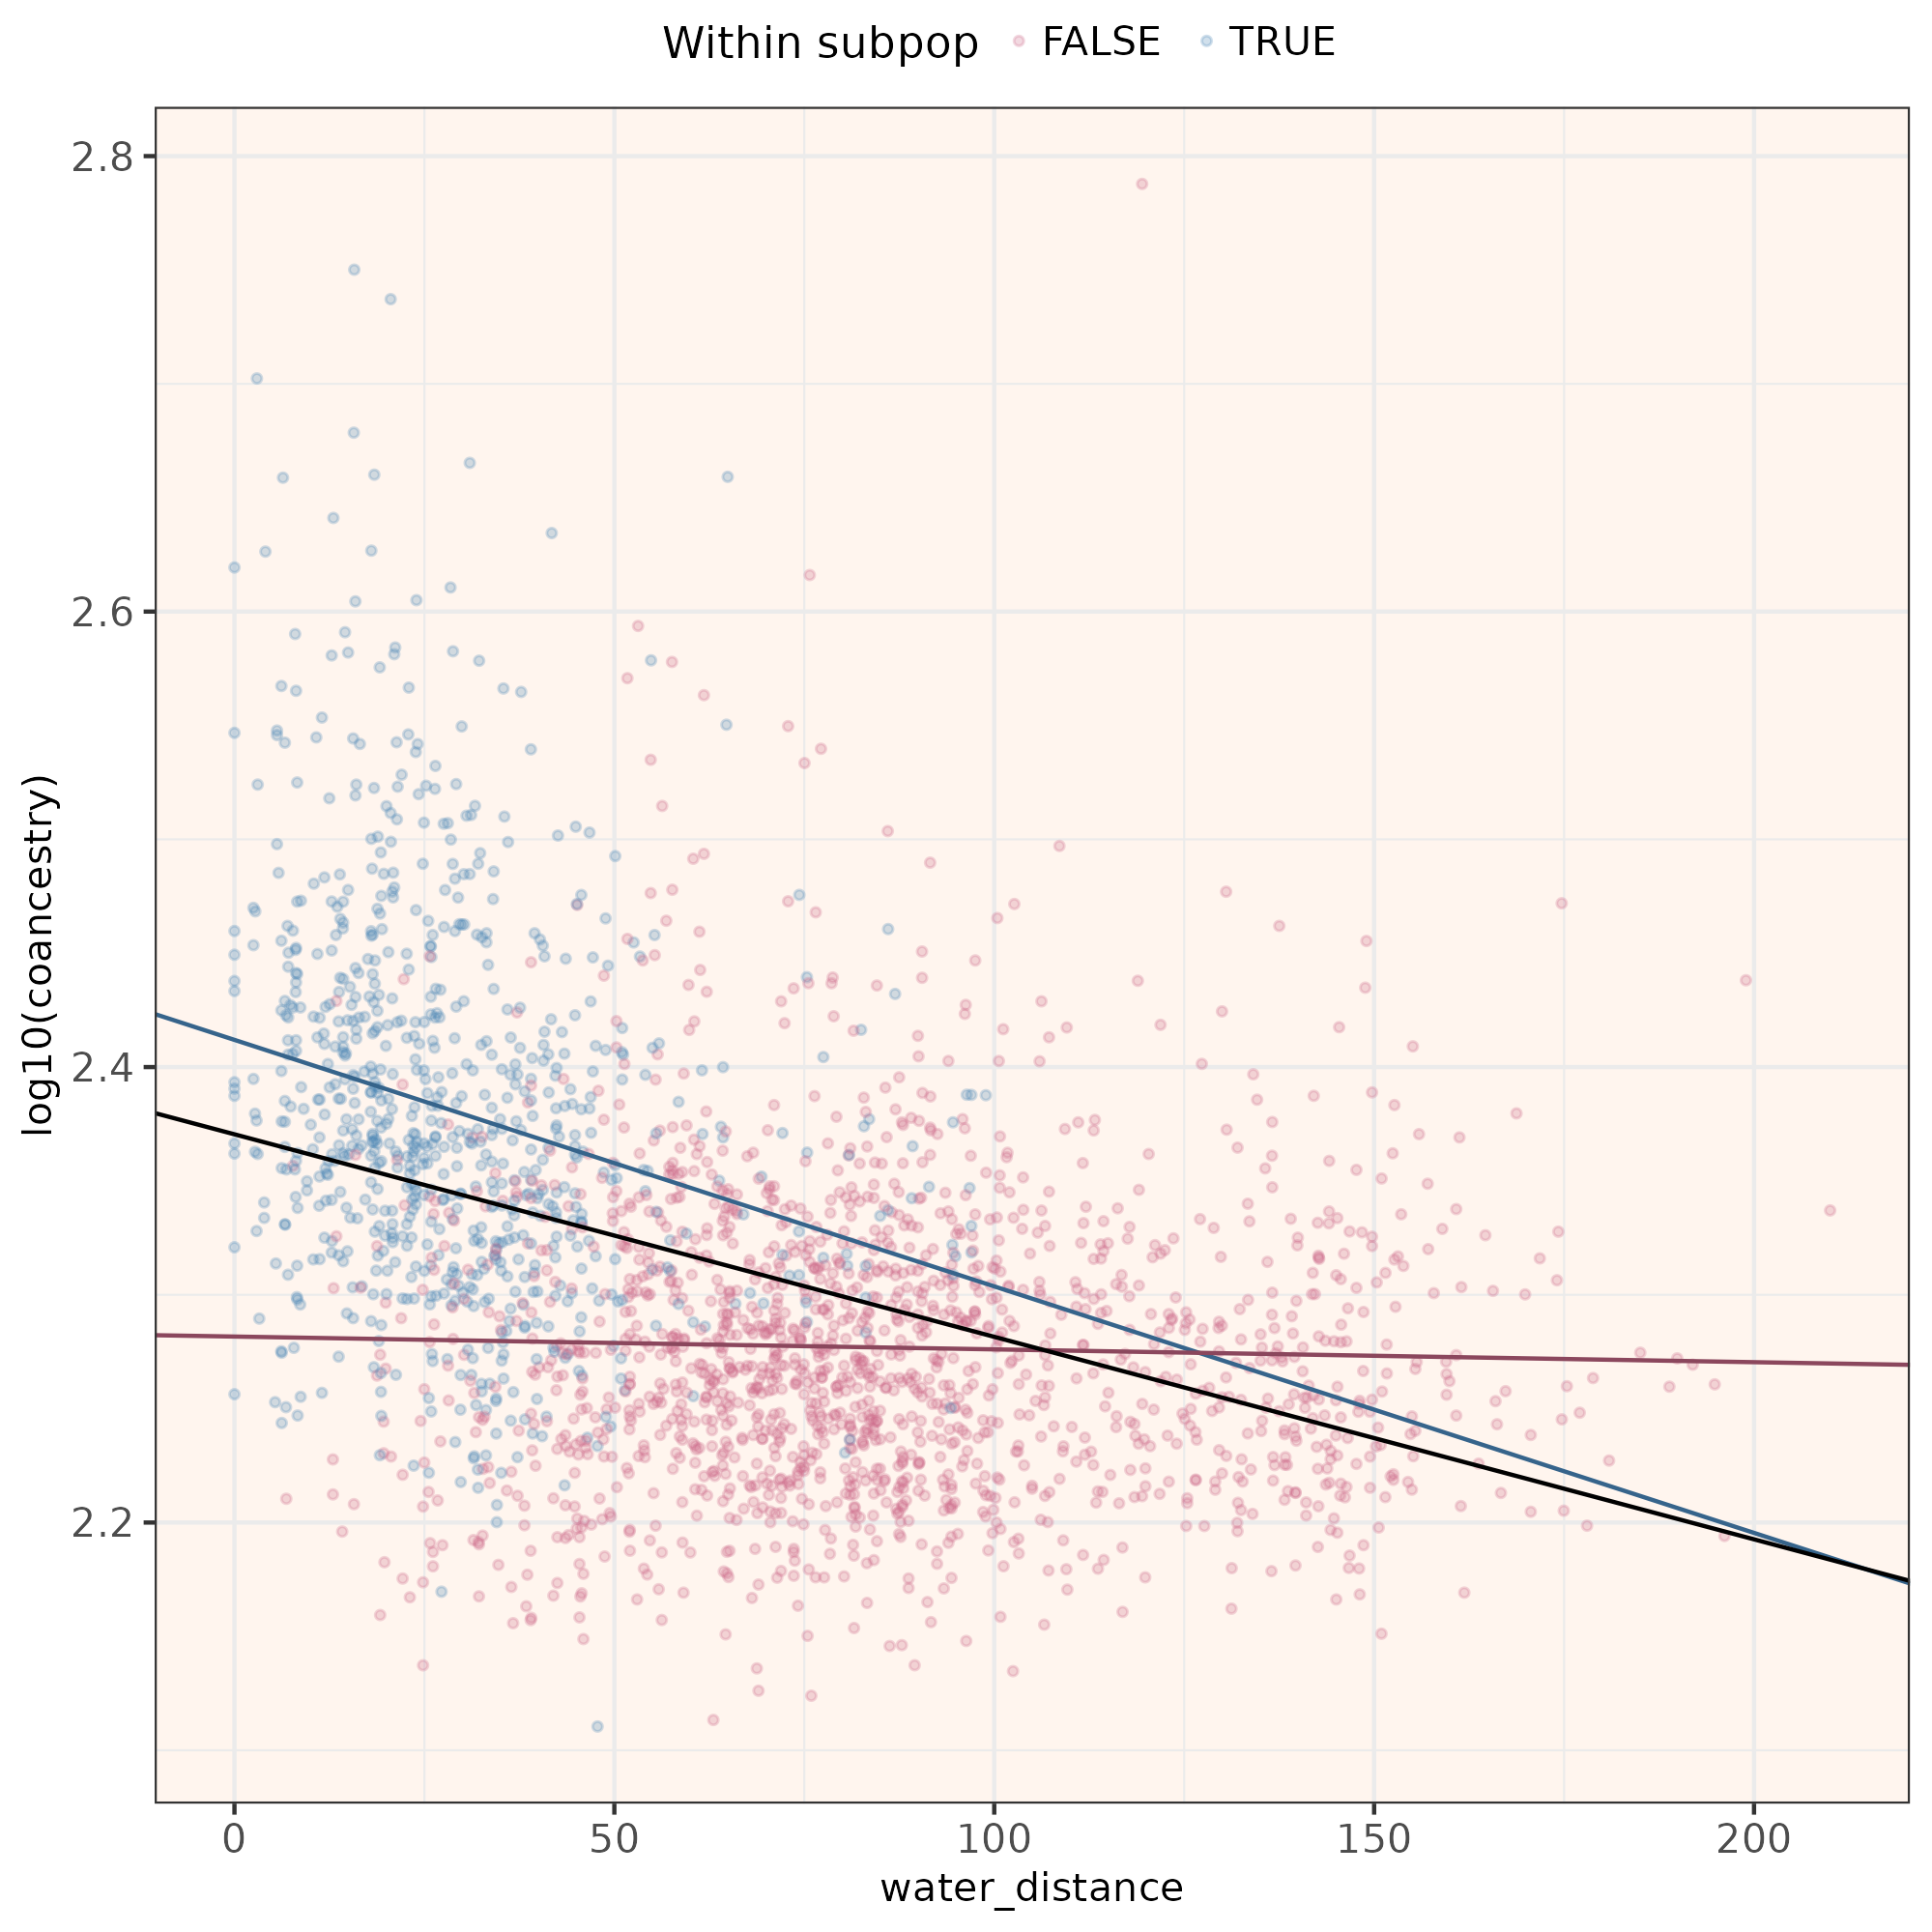 Within subpop FALSE TRUE
2.8
2.6
2.4
2.2
log10(coancestry)
0 50 100 150 200
water_distance